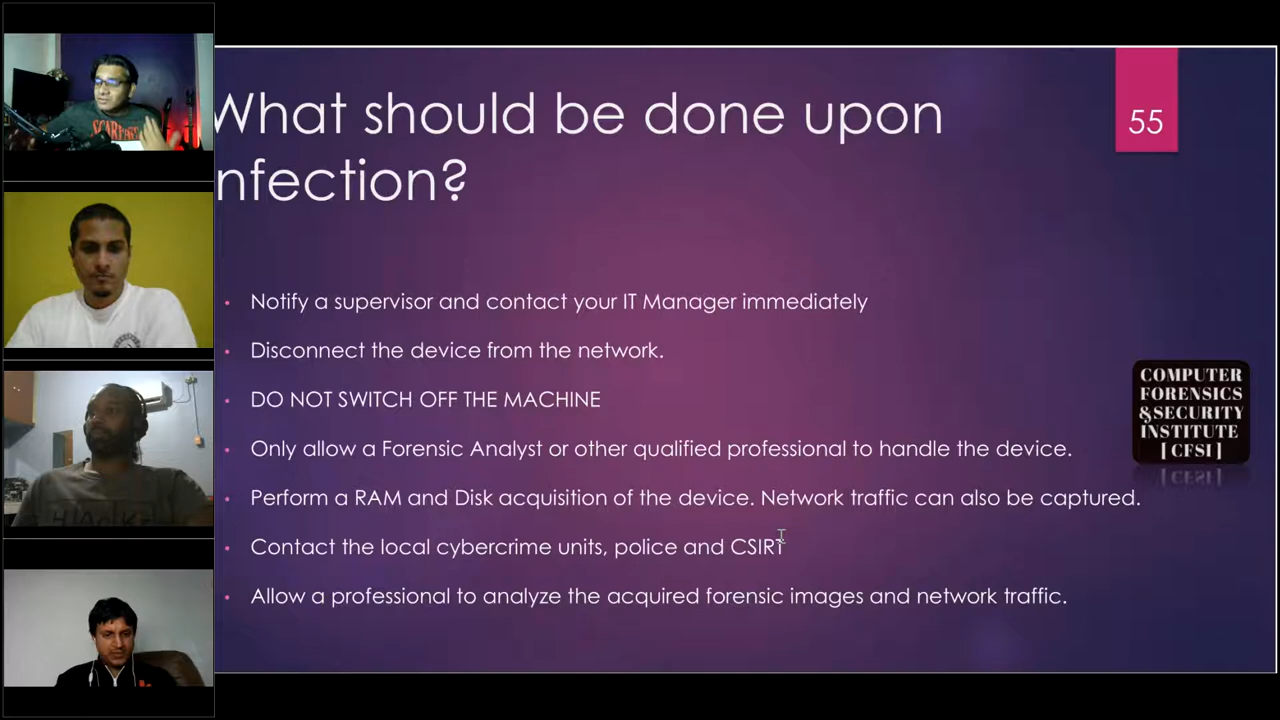 What should be done upon
nfection?
55
• Notify a supervisor and contact your IT Manager immediately
• Disconnect the device from the network.
• DO NOT SWITCH OFF THE MACHINE
• Only allow a Forensic Analyst or other qualified professional to handle the device.
• Perform a RAM and Disk acquisition of the device. Network traffic can also be captured.
• Contact the local cybercrime units, police and CSIRT
• Allow a professional to analyze the acquired forensic images and network traffic.
COMPUTER
FORENSICS
&SECURITY
INSTITUTE
[ CFSI ]